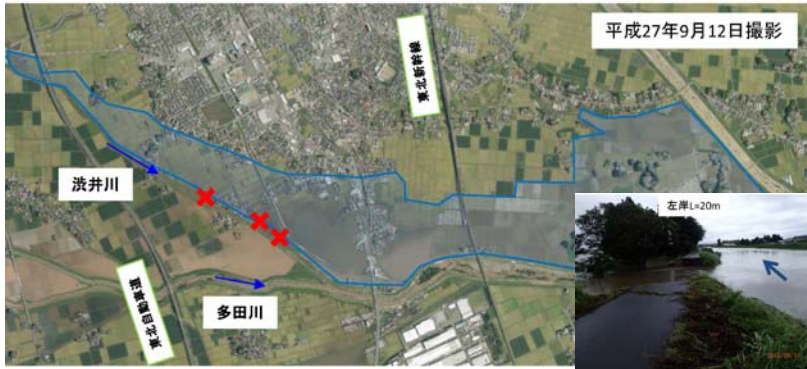 平成27年9月12日撮影
東北新幹線
渋井川
左岸L=20m
東北自動車道
多田川